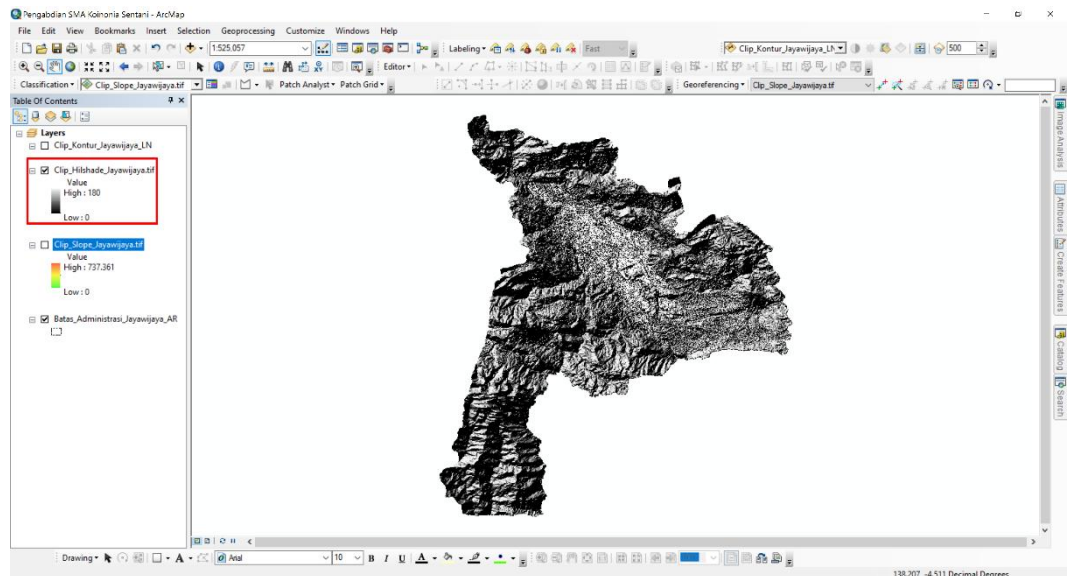 Pengabdian SMA Koinonia Sentani - ArcMap
File Edit View Bookmarks Insert Selection Geoprocessing Customize Windows Help
1:525.057 Labeling Fast Clip_Kontur_Jayawijaya_LN 500
Editor
Classification Clip_Slope_Jayawijaya.tif Patch Analyst Patch Grid Georeferencing Clip_Slope_Jayawijaya.tif
Table Of Contents
Layers
Clip_Kontur_Jayawijaya_LN
Clip_Hilshade_Jayawijaya.tif
Value
High : 180
Low : 0
Clip_Slope_Jayawijaya.tif
Value
High : 737.361
Low : 0
Batas_Administrasi_Jayawijaya_AR
Image Analysis
Attributes
Create Features
Catalog
Search
Drawing A Arial 10 B I U A
138,207 -4,511 Decimal Degrees